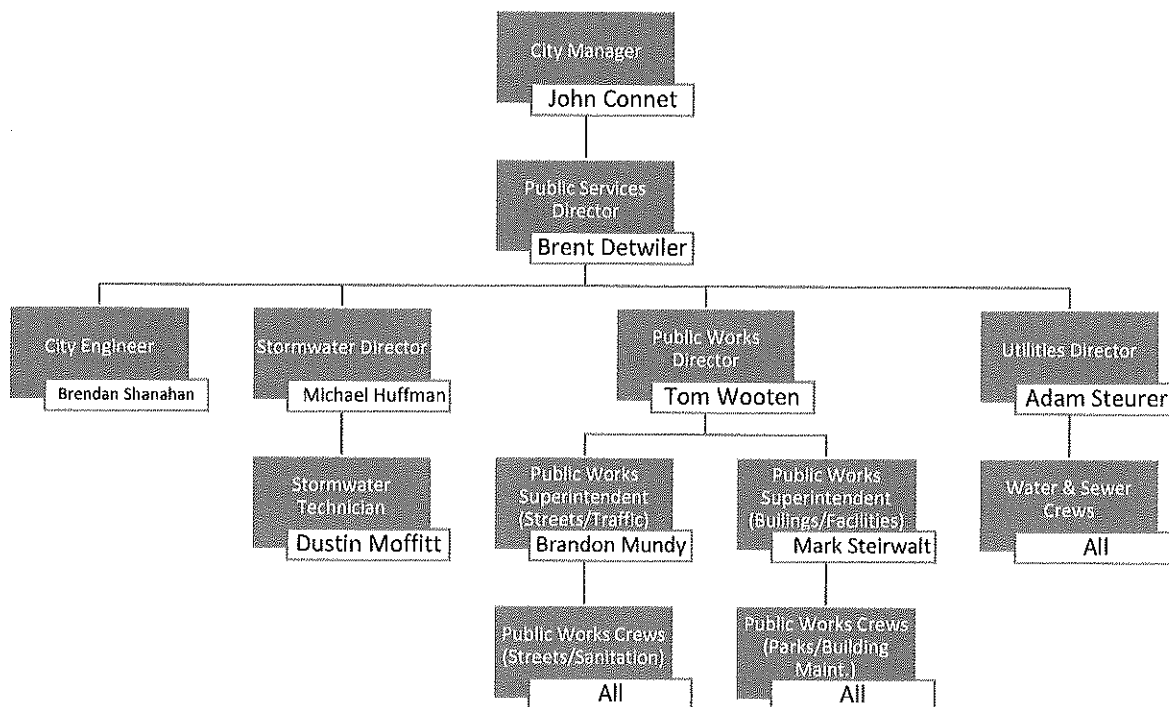 City Manager
John Connet
Public Services
Director
Brent Detwiler
City Engineer
Brendan Shanahan
Stormwater Director
Michael Huffman
Public Works
Director
Tom Wooten
Utilities Director
Adam Steurer
Stormwater
Technician
Dustin Moffitt
Public Works
Superintendent
(Streets/Traffic)
Brandon Mundy
Public Works
Superintendent
(Builings/Facilities)
Mark Steirwalt
Water & Sewer
Crews
All
Public Works Crews
(Streets/Sanitation)
All
Public Works Crews
(Parks/Building
Maint.)
All